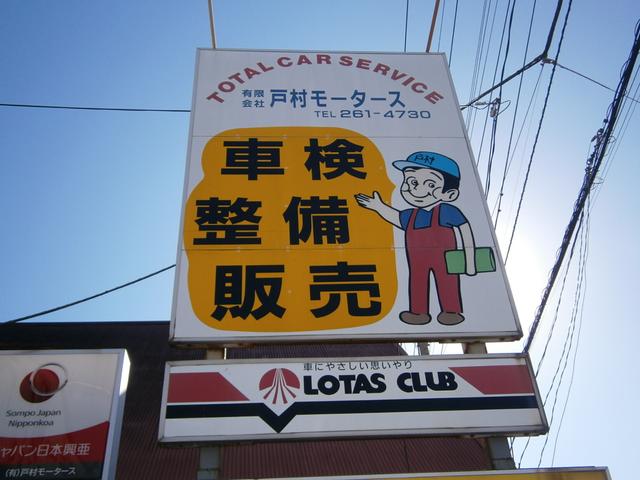 TOTAL CAR SERVICE
有限会社 戸村モータース
TEL 261-4730
車検
戸村
整備
販売
車にやさしい思いやり
LOTAS CLUB
Sompo Japan
Nipponkoa
ャパン日本興亜
(有)戸村モータース